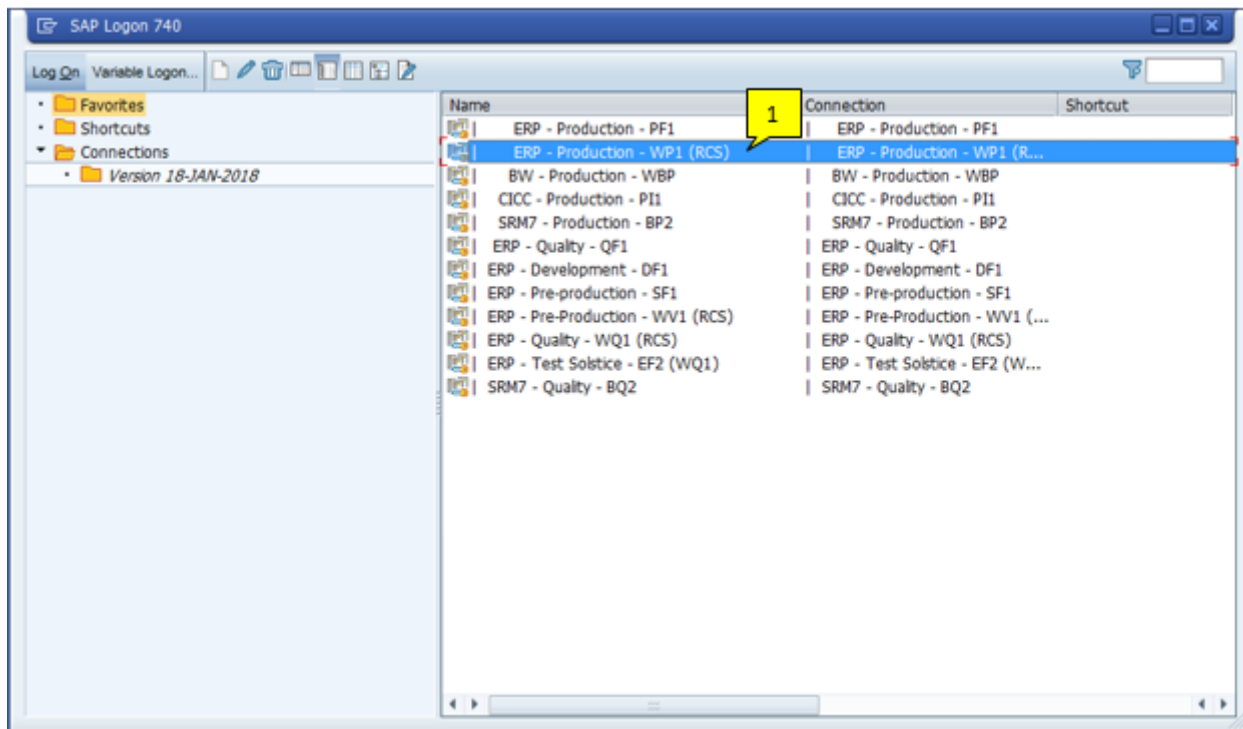 SAP Logon 740
Log On Variable Logon...
Favorites
Shortcuts
Connections
Version 18-JAN-2018
Name Connection Shortcut
1
| ERP - Production - PF1 | ERP - Production - PF1
| ERP - Production - WP1 (RCS) | ERP - Production - WP1 (R...
| BW - Production - WBP | BW - Production - WBP
| CICC - Production - PI1 | CICC - Production - PI1
| SRM7 - Production - BP2 | SRM7 - Production - BP2
| ERP - Quality - QF1 | ERP - Quality - QF1
| ERP - Development - DF1 | ERP - Development - DF1
| ERP - Pre-production - SF1 | ERP - Pre-production - SF1
| ERP - Pre-Production - WV1 (RCS) | ERP - Pre-Production - WV1 (...
| ERP - Quality - WQ1 (RCS) | ERP - Quality - WQ1 (RCS)
| ERP - Test Solstice - EF2 (WQ1) | ERP - Test Solstice - EF2 (W...
| SRM7 - Quality - BQ2 | SRM7 - Quality - BQ2